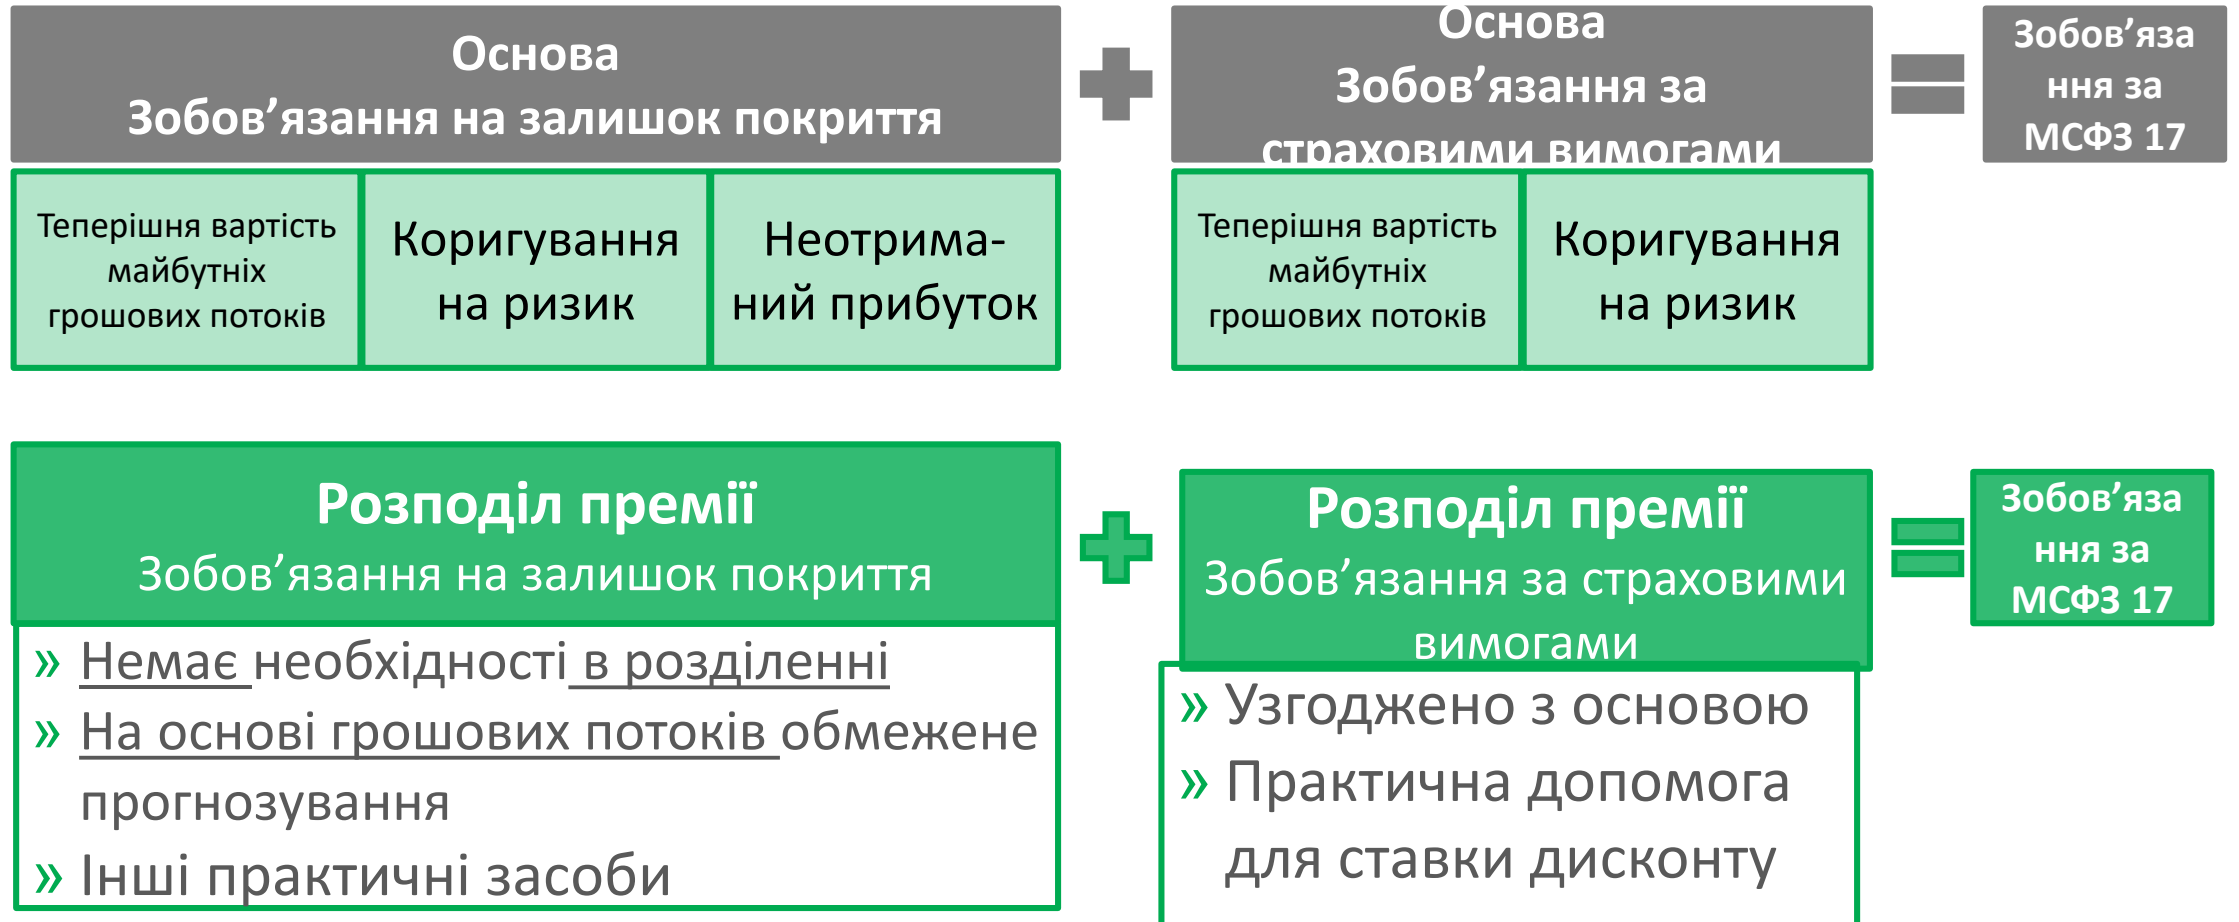 Основа
Зобов’язання на залишок покриття
Основа
Зобов’язання за
страховими вимогами
Зобов’яза
ння за
МСФЗ 17
Теперішня вартість
майбутніх
грошових потоків
Коригування
на ризик
Неотрима-
ний прибуток
Теперішня вартість
майбутніх
грошових потоків
Коригування
на ризик
Розподіл премії
Зобов’язання на залишок покриття
Розподіл премії
Зобов’язання за страховими
вимогами
Зобов’яза
ння за
МСФЗ 17
» Немає необхідності в розділенні
» На основі грошових потоків обмежене
прогнозування
» Інші практичні засоби
» Узгоджено з основою
» Практична допомога
для ставки дисконту